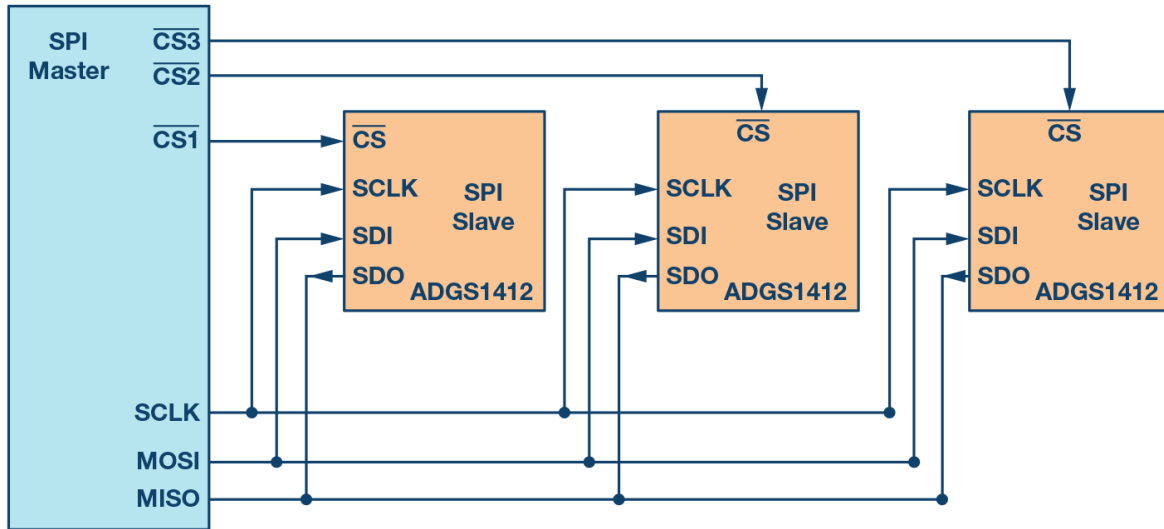 SPI
Master
CS3
CS2
CS1
SCLK
MOSI
MISO
CS
SCLK
SDI
SDO
SPI
Slave
ADGS1412
CS
SCLK
SDI
SDO
SPI
Slave
ADGS1412
CS
SCLK
SDI
SDO
SPI
Slave
ADGS1412